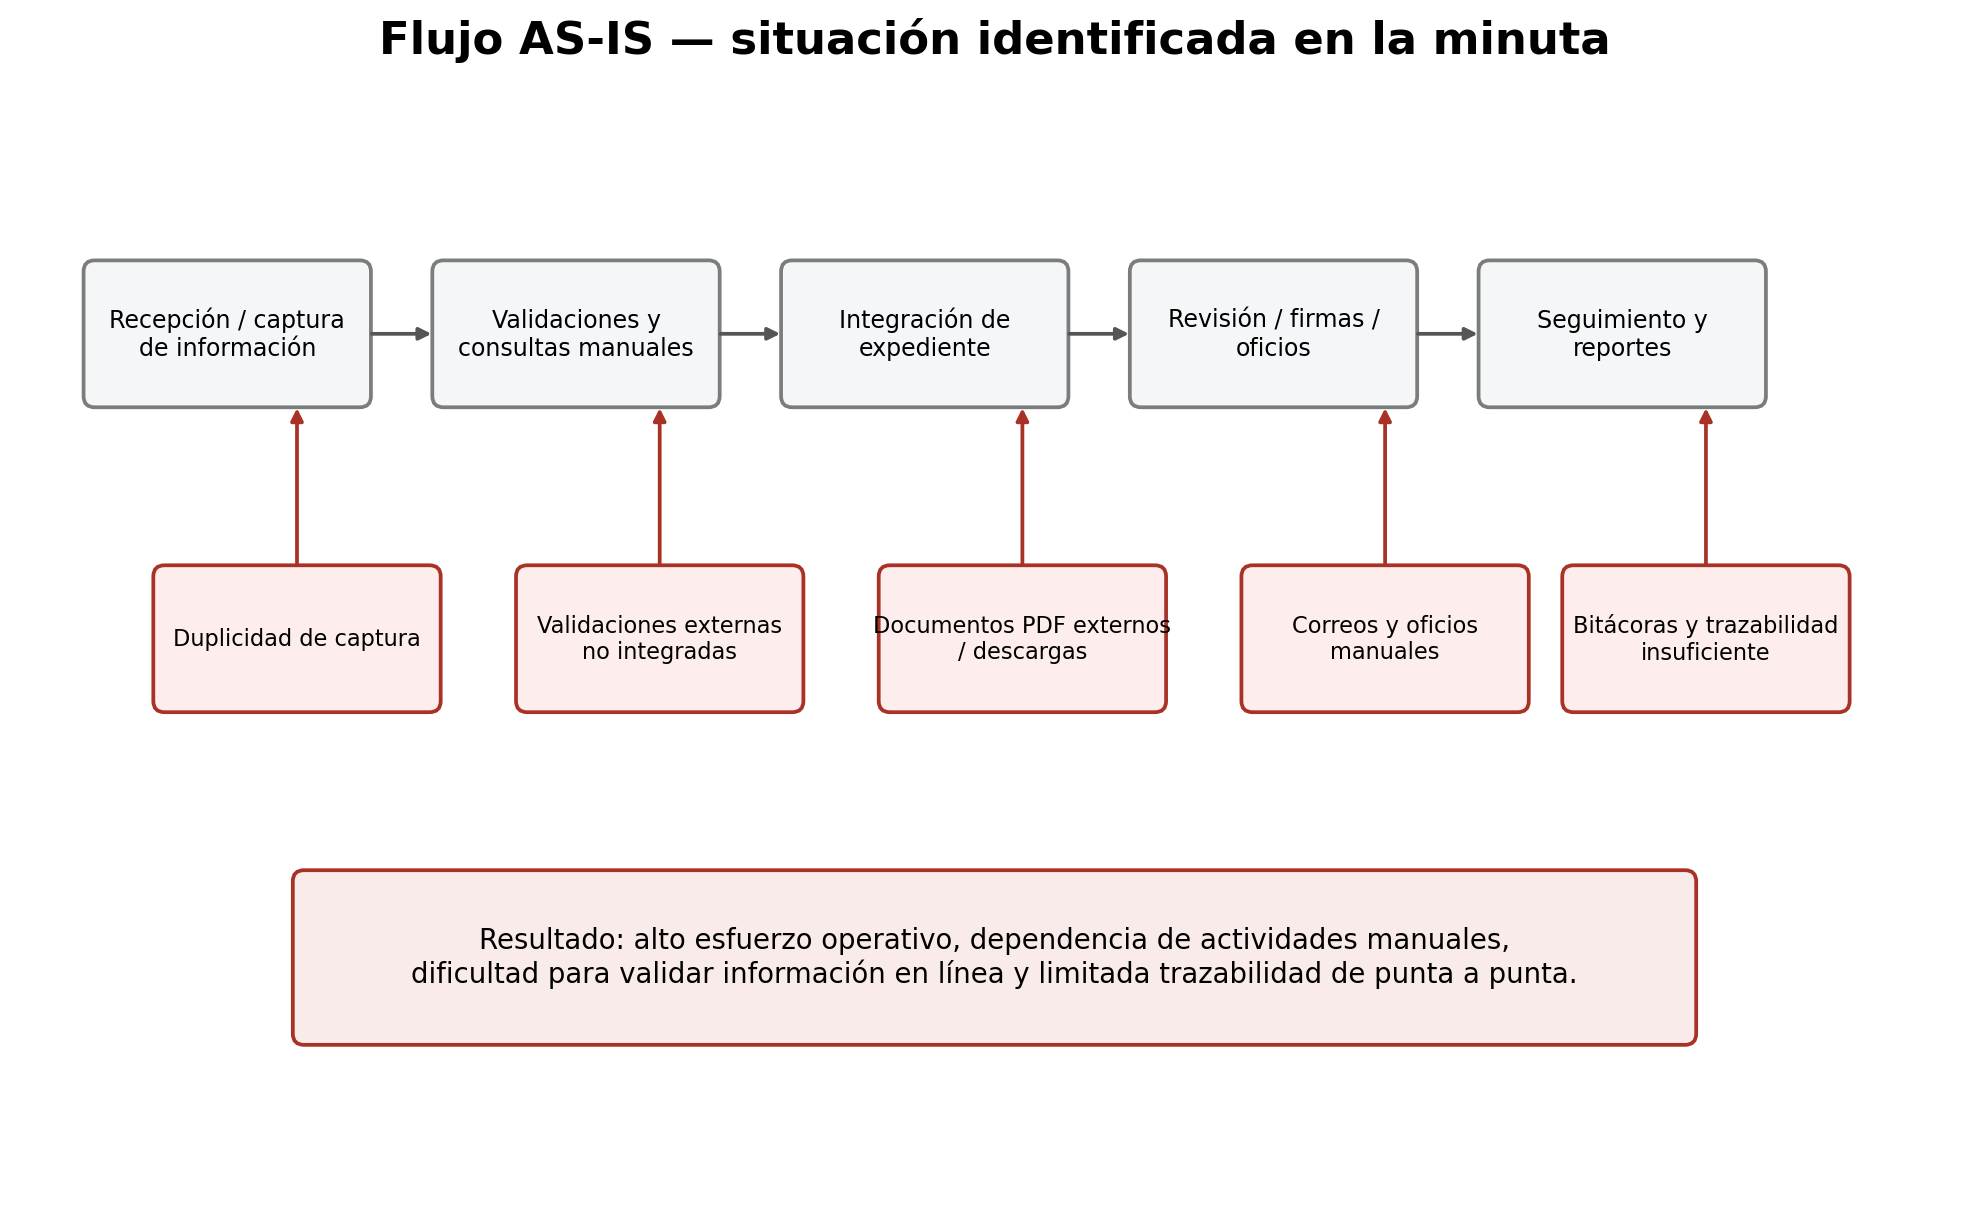 Flujo AS-IS — situación identificada en la minuta
Recepción / captura
de información
Validaciones y
consultas manuales
Integración de
expediente
Revisión / firmas /
oficios
Seguimiento y
reportes
Duplicidad de captura
Validaciones externas
no integradas
Documentos PDF externos
/ descargas
Correos y oficios
manuales
Bitácoras y trazabilidad
insuficiente
Resultado: alto esfuerzo operativo, dependencia de actividades manuales,
dificultad para validar información en línea y limitada trazabilidad de punta a punta.